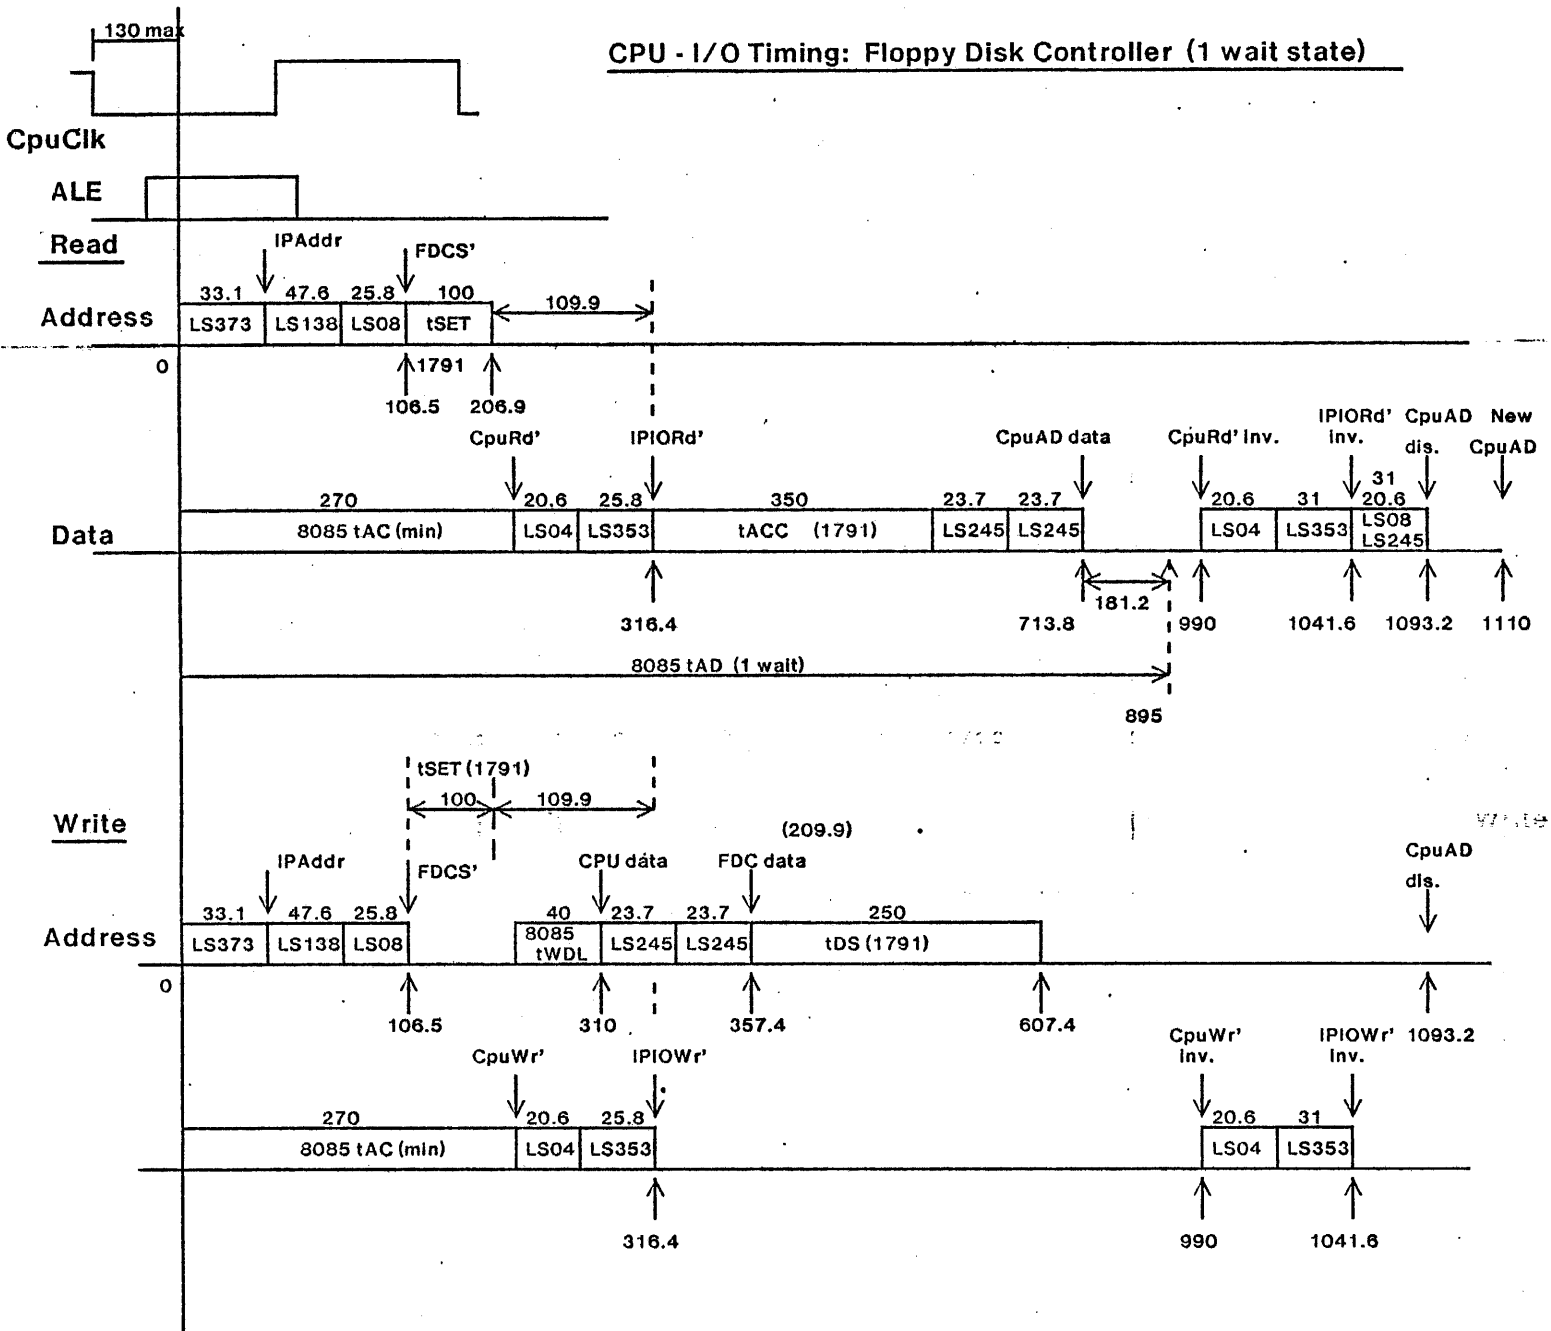 130 max
CPU - I/O Timing: Floppy Disk Controller (1 wait state)
CpuClk
ALE
Read
IPAddr
FDCS'
33.1 47.6 25.8 100 109.9
Address LS373 LS138 LS08 tSET
0 1791
106.5 206.9
CpuRd' IPIORd' CpuAD data CpuRd' Inv. IPIORd' Inv. CpuAD dis. New CpuAD
31
270 20.6 25.8 350 23.7 23.7 20.6 31 20.6
Data 8085 tAC (min) LS04 LS353 tACC (1791) LS245 LS245 LS04 LS353 LS08 LS245
181.2
316.4 713.8 990 1041.6 1093.2 1110
8085 tAD (1 wait)
895
tSET (1791)
100 109.9
Write (209.9)
IPAddr FDCS' CPU data FDC data CpuAD dis.
33.1 47.6 25.8 40 23.7 23.7 250
Address LS373 LS138 LS08 8085 tWDL LS245 LS245 tDS (1791)
0
106.5 310 357.4 607.4 1093.2
CpuWr' IPIOWr' CpuWr' Inv. IPIOWr' Inv.
270 20.6 25.8 20.6 31
8085 tAC (min) LS04 LS353 LS04 LS353
316.4 990 1041.6